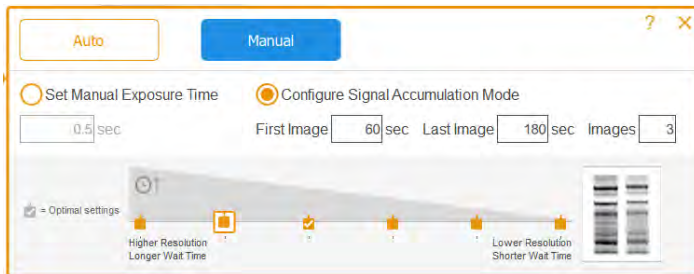 ? ×
Auto Manual
Set Manual Exposure Time Configure Signal Accumulation Mode
0.5 sec First Image 60 sec Last Image 180 sec Images 3
= Optimal settings
Higher Resolution Lower Resolution
Longer Wait Time Shorter Wait Time